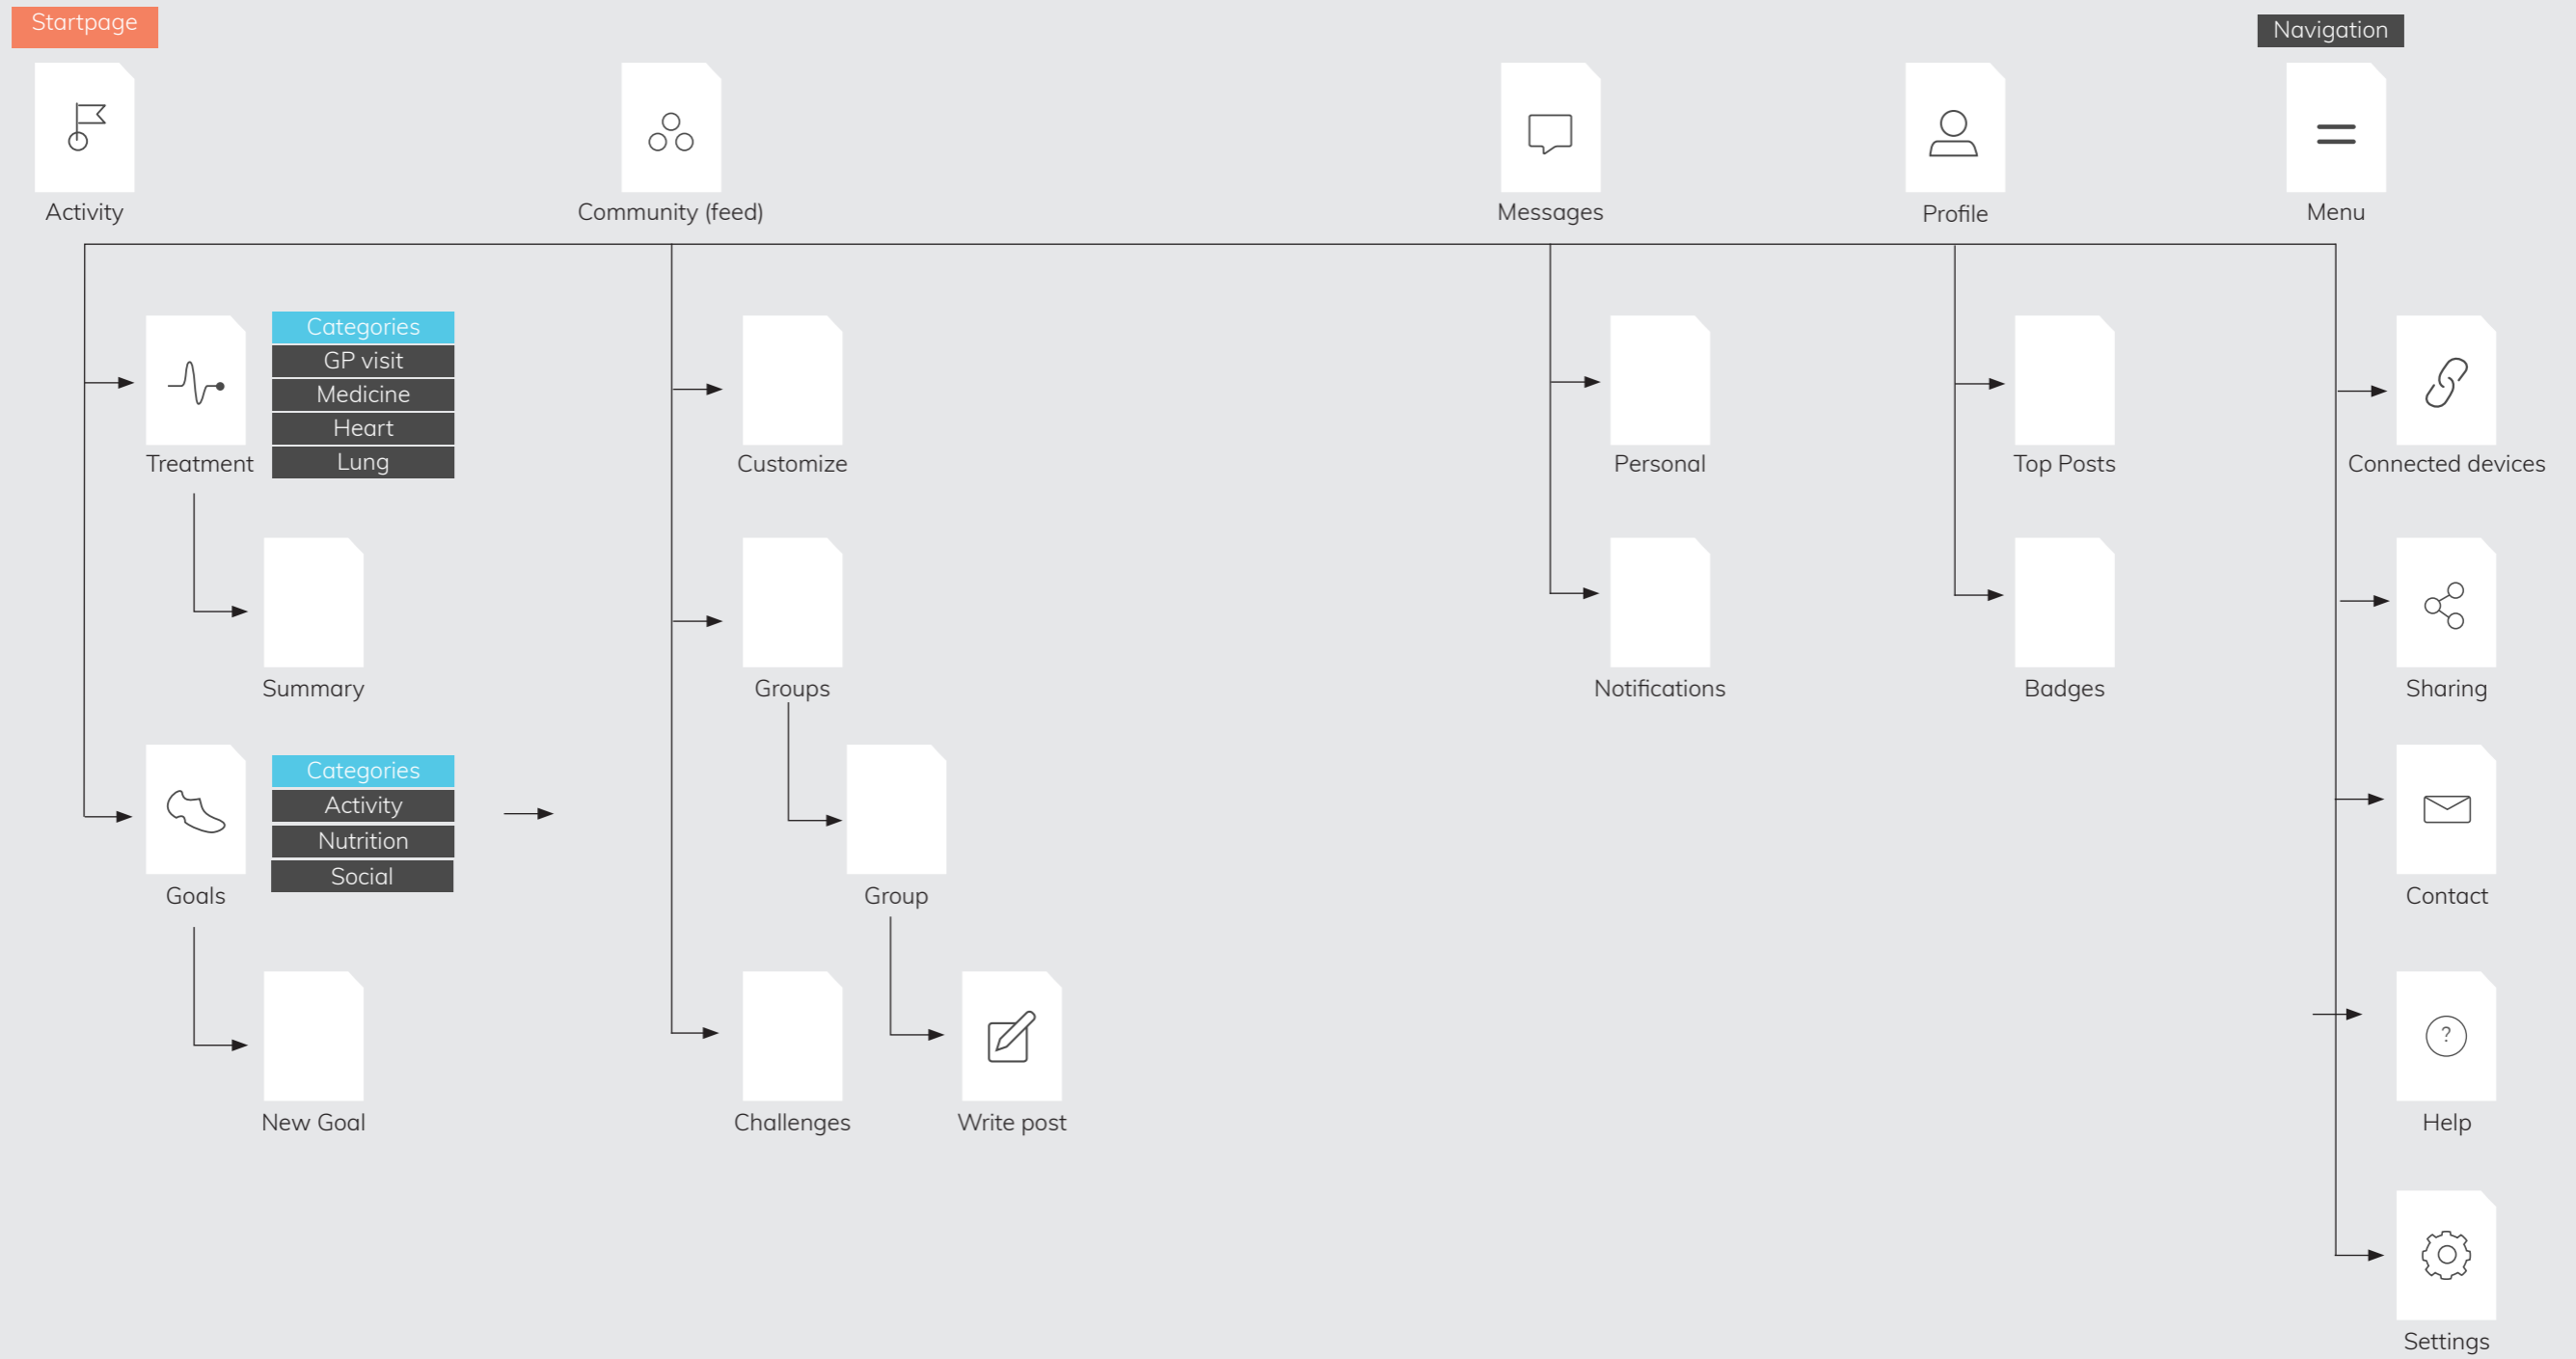 Startpage
Navigation
Activity
Community (feed)
Messages
Profile
Menu
Treatment
Categories
GP visit
Medicine
Heart
Lung
Customize
Personal
Top Posts
Connected devices
Summary
Groups
Notifications
Badges
Sharing
Goals
Categories
Activity
Nutrition
Social
Group
Contact
New Goal
Challenges
Write post
?
Help
Settings